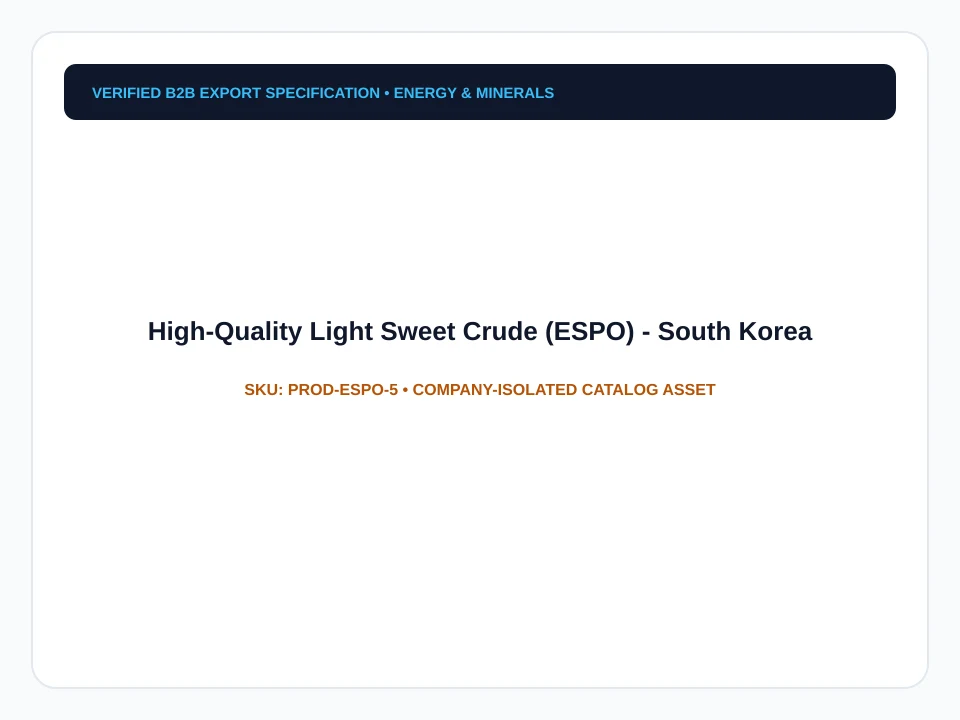 VERIFIED B2B EXPORT SPECIFICATION • ENERGY & MINERALS
High-Quality Light Sweet Crude (ESPO) - South Korea
SKU: PROD-ESPO-5 • COMPANY-ISOLATED CATALOG ASSET